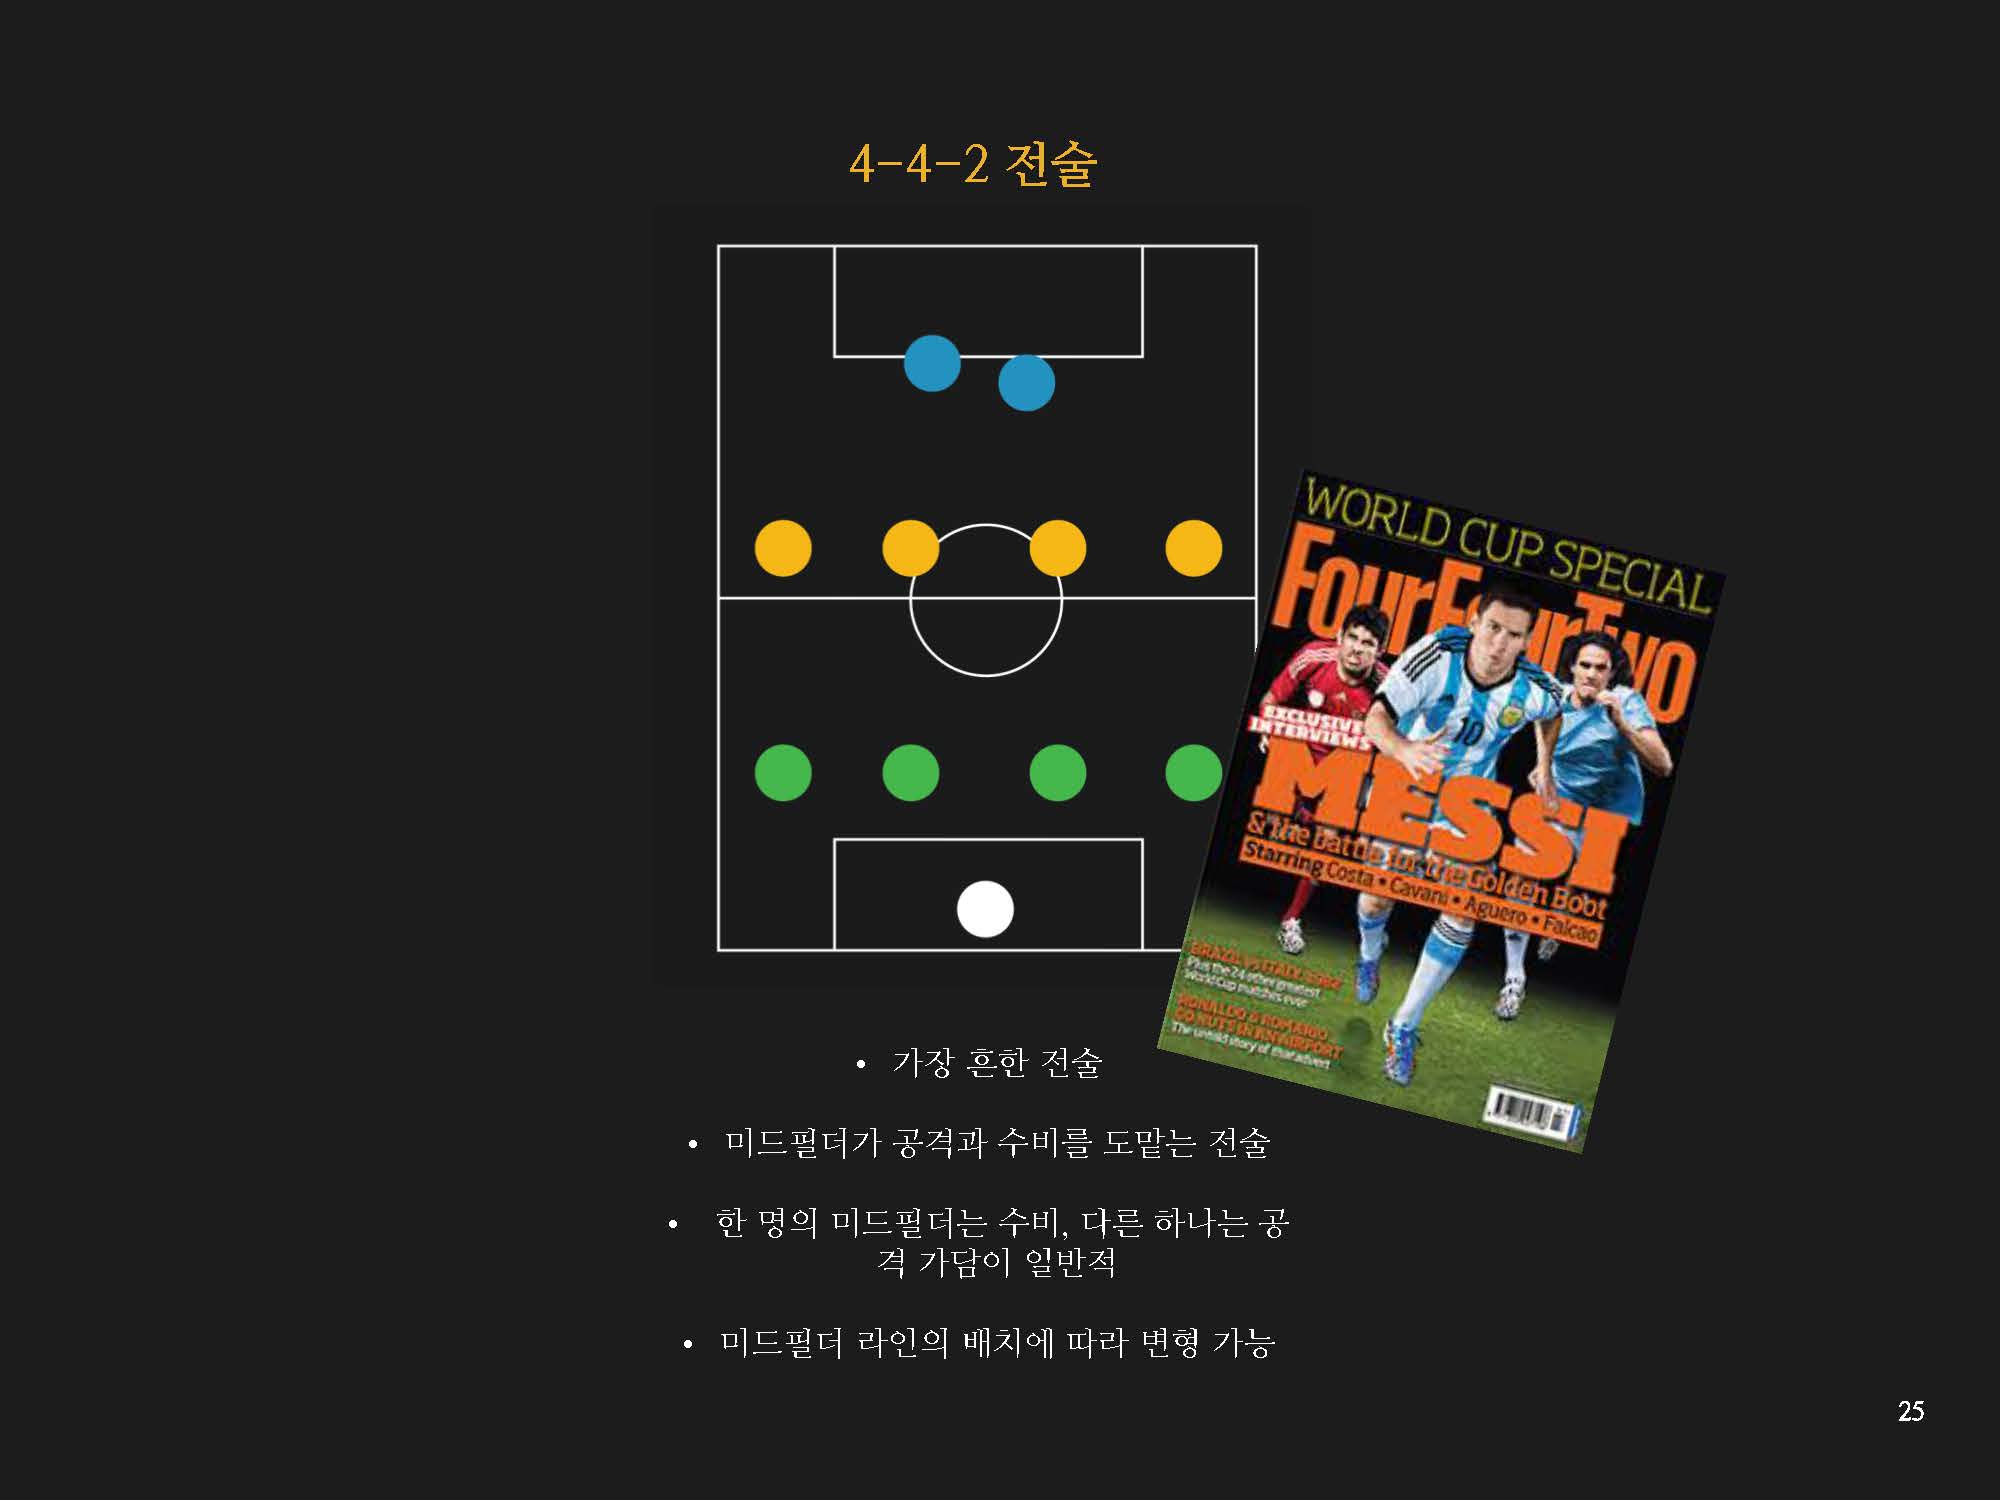 4-4-2 전술
WORLD CUP SPECIAL
FourFourTwo
EXCLUSIVE
INTERVIEWS
10
MESSI
& the Battle for the Golden Boot
Starring Costa • Cavani • Aguero • Falcao
Plus the 24 other greatest
World Cup matches ever
RONALDO & ROMARIO
GO NUTS IN AN AIRPORT
The untold story of that advert
• 가장 흔한 전술
• 미드필더가 공격과 수비를 도맡는 전술
• 한 명의 미드필더는 수비, 다른 하나는 공
격 가담이 일반적
• 미드필더 라인의 배치에 따라 변형 가능
25